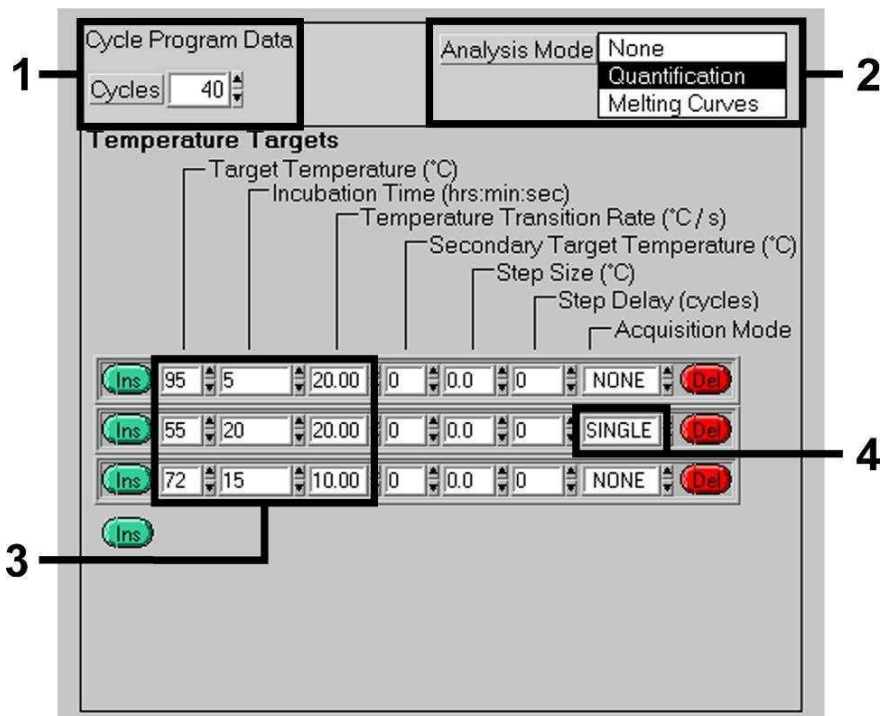 Cycle Program Data
Cycles 40
1
Analysis Mode None
Quantification
Melting Curves
2
Temperature Targets
Target Temperature (°C)
Incubation Time (hrs:min:sec)
Temperature Transition Rate (°C / s)
Secondary Target Temperature (°C)
Step Size (°C)
Step Delay (cycles)
Acquisition Mode
Ins 95 5 20.00 0 0.0 0 NONE Del
Ins 55 20 20.00 0 0.0 0 SINGLE Del
4
Ins 72 15 10.00 0 0.0 0 NONE Del
Ins
3